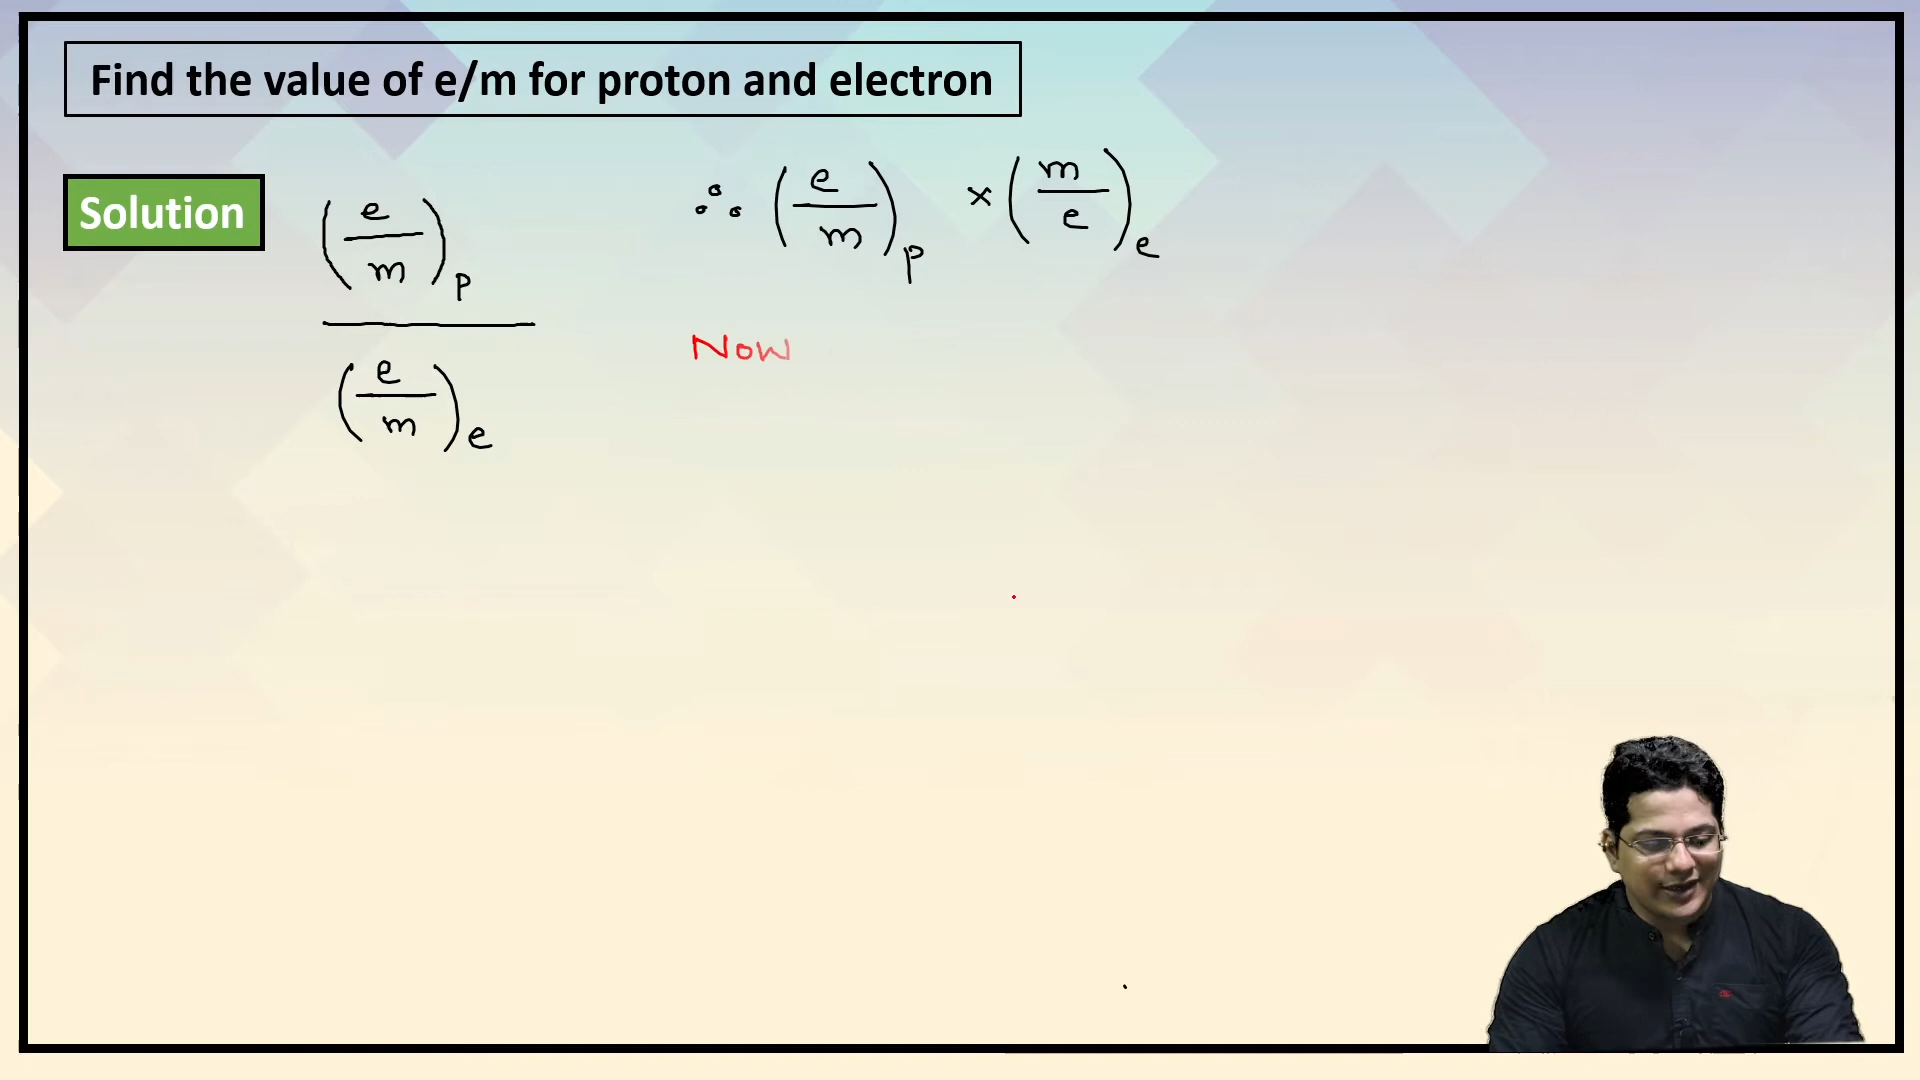 Find the value of e/m for proton and electron
Solution
(e/m)p
(e/m)e
∴ (e/m)p × (m/e)e
Now